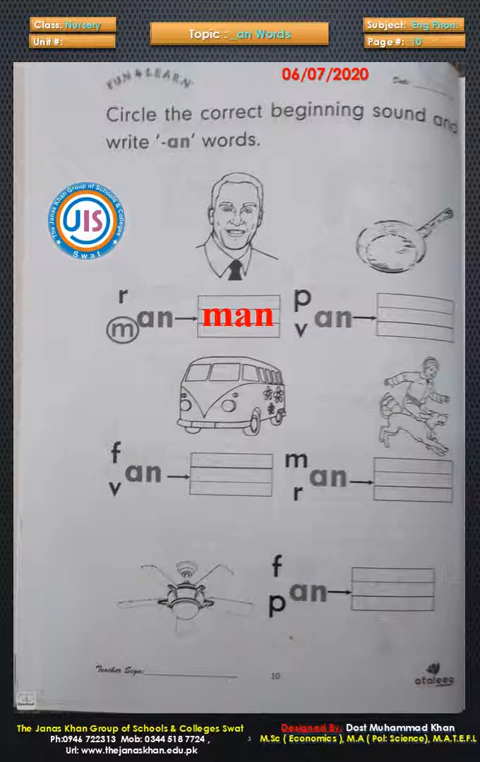 Class: Nursery
Unit #:
Topic : _an Words
Subject: Eng Phon:
Page #: 10
FUN & LEARN
06/07/2020
Date:
Circle the correct beginning sound and
write '-an' words.
The Janas Khan Group of Schools & Colleges
JIS
Swat
r
m an man
p
v an
f
v an
m
r an
f
p an
Teacher Sign:
10
The Janas Khan Group of Schools & Colleges Swat
Ph:0946 722313 Mob: 0344 518 7724 ,
Url: www.thejanaskhan.edu.pk
3
Designed By: Dost Muhammad Khan
M.Sc ( Economics ), M.A ( Pol: Science), M.A.T.E.F.L